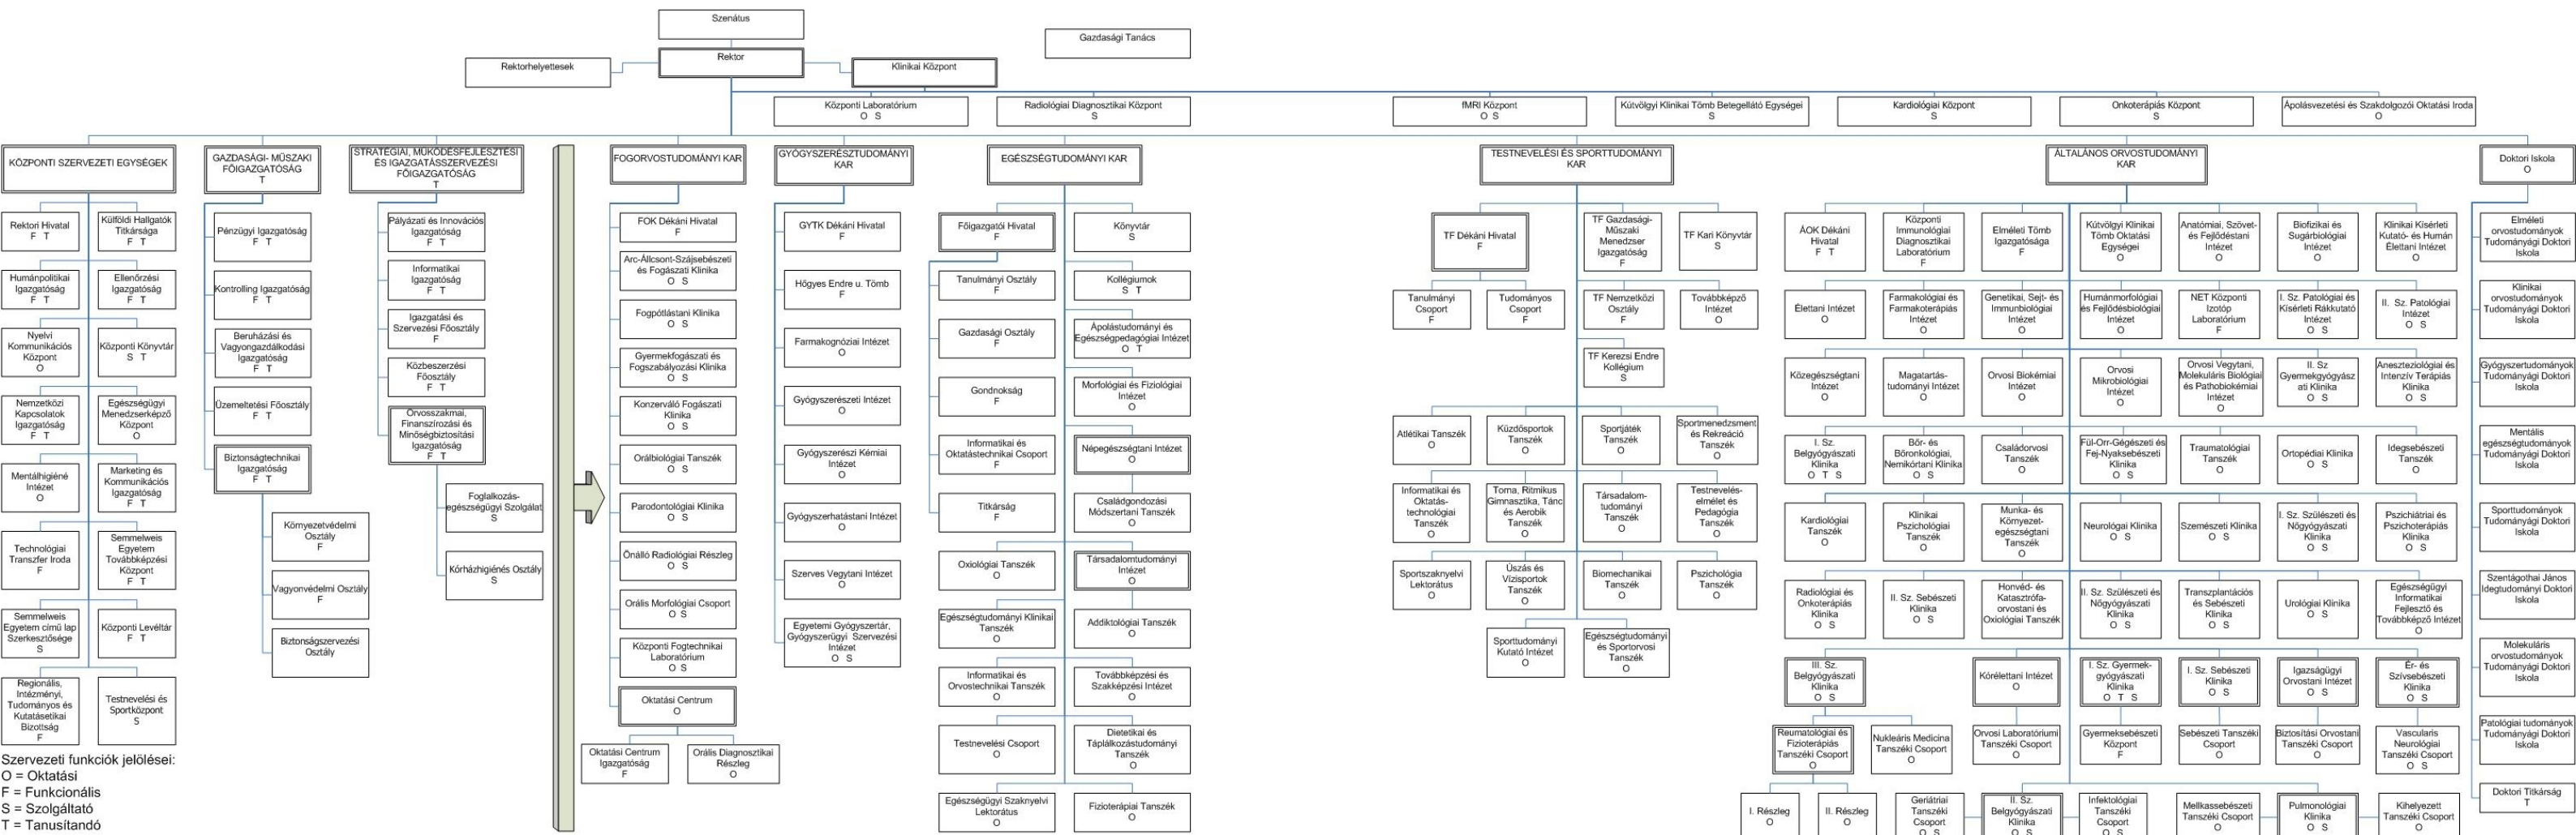 Szenátus
Gazdasági Tanács
Rektor
Rektorhelyettesek
Klinikai Központ
Központi Laboratórium
O S
Radiológiai Diagnosztikai Központ
S
fMRI Központ
O S
Kútvölgyi Klinikai Tömb Betegellátó Egységei
S
Kardiológiai Központ
S
Onkoterápiás Központ
S
Ápolásvezetési és Szakdolgozói Oktatási Iroda
O
KÖZPONTI SZERVEZETI EGYSÉGEK
Rektori Hivatal
F T
Külföldi Hallgatók
Titkársága
F T
Humánpolitikai
Igazgatóság
F T
Ellenőrzési
Igazgatóság
F T
Nyelvi
Kommunikációs
Központ
O
Központi Könyvtár
S T
Nemzetközi
Kapcsolatok
Igazgatóság
F T
Egészségügyi
Menedzserképző
Központ
O
Mentálhigiéné
Intézet
O
Marketing és
Kommunikációs
Igazgatóság
F T
Technológiai
Transzfer Iroda
F
Semmelweis
Egyetem
Továbbképzési
Központ
F T
Semmelweis
Egyetem című lap
Szerkesztősége
S
Központi Levéltár
F T
Regionális,
Intézményi,
Tudományos és
Kutatásetikai
Bizottság
F
Testnevelési és
Sportközpont
S
Szervezeti funkciók jelölései:
O = Oktatási
F = Funkcionális
S = Szolgáltató
T = Tanusítandó
GAZDASÁGI- MŰSZAKI
FŐIGAZGATÓSÁG
T
Pénzügyi Igazgatóság
F T
Kontrolling Igazgatóság
F T
Beruházási és
Vagyongazdálkodási
Igazgatóság
F T
Üzemeltetési Főosztály
F T
Biztonságtechnikai
Igazgatóság
F T
Környezetvédelmi
Osztály
F
Vagyonvédelmi Osztály
F
Biztonságszervezési
Osztály
STRATÉGIAI, MŰKÖDÉSFEJLESZTÉSI
ÉS IGAZGATÁSSZERVEZÉSI
FŐIGAZGATÓSÁG
T
Pályázati és Innovációs
Igazgatóság
F T
Informatikai
Igazgatóság
F T
Igazgatási és
Szervezési Főosztály
F
Közbeszerzési
Főosztály
F T
Orvosszakmai,
Finanszírozási és
Minőségbiztosítási
Igazgatóság
F T
Foglalkozás-
egészségügyi Szolgálat
S
Kórházhigiénés Osztály
S
FOGORVOSTUDOMÁNYI KAR
FOK Dékáni Hivatal
F
Arc-Állcsont-Szájsebészeti
és Fogászati Klinika
O S
Fogpótlástani Klinika
O S
Gyermekfogászati és
Fogszabályozási Klinika
O S
Konzerváló Fogászati
Klinika
O S
Orálbiológiai Tanszék
O S
Parodontológiai Klinika
O S
Önálló Radiológiai Részleg
O S
Orális Morfológiai Csoport
O S
Központi Fogtechnikai
Laboratórium
O S
Oktatási Centrum
O
Oktatási Centrum
Igazgatóság
F
Orális Diagnosztikai
Részleg
O
GYÓGYSZERÉSZTUDOMÁNYI
KAR
GYTK Dékáni Hivatal
F
Hőgyes Endre u. Tömb
F
Farmakognóziai Intézet
O
Gyógyszerészeti Intézet
O
Gyógyszerészi Kémiai
Intézet
O
Gyógyszerhatástani Intézet
O
Szerves Vegytani Intézet
O
Egyetemi Gyógyszertár,
Gyógyszerügyi Szervezési
Intézet
O S
EGÉSZSÉGTUDOMÁNYI KAR
Főigazgatói Hivatal
F
Könyvtár
S
Tanulmányi Osztály
F
Kollégiumok
S T
Gazdasági Osztály
F
Ápolástudományi és
Egészségpedagógiai Intézet
O T
Gondnokság
F
Morfológiai és Fiziológiai
Intézet
O
Informatikai és
Oktatástechnikai Csoport
F
Népegészségtani Intézet
O
Titkárság
F
Családgondozási
Módszertani Tanszék
O
Oxiológiai Tanszék
O
Társadalomtudományi
Intézet
O
Egészségtudományi Klinikai
Tanszék
O
Addiktológiai Tanszék
O
Informatikai és
Orvostechnikai Tanszék
O
Továbbképzési és
Szakképzési Intézet
O
Testnevelési Csoport
O
Dietetikai és
Táplálkozástudományi
Tanszék
O
Egészségügyi Szaknyelvi
Lektorátus
O
Fizioterápiai Tanszék
O
TESTNEVELÉSI ÉS SPORTTUDOMÁNYI
KAR
TF Dékáni Hivatal
F
TF Gazdasági-
Műszaki
Menedzser
Igazgatóság
F
TF Kari Könyvtár
S
Tanulmányi
Csoport
F
Tudományos
Csoport
F
TF Nemzetközi
Osztály
F
Továbbképző
Intézet
O
TF Kerezsi Endre
Kollégium
S
Atlétikai Tanszék
O
Küzdősportok
Tanszék
O
Sportjáték
Tanszék
O
Sportmenedzsment
és Rekreáció
Tanszék
O
Informatikai és
Oktatás-
technológiai
Tanszék
O
Torna, Ritmikus
Gimnasztika, Tánc
és Aerobik
Tanszék
O
Társadalom-
tudományi
Tanszék
O
Testnevelés-
elmélet és
Pedagógia
Tanszék
O
Sportszaknyelvi
Lektorátus
O
Úszás és
Vízisportok
Tanszék
O
Biomechanikai
Tanszék
O
Pszichológia
Tanszék
O
Sporttudományi
Kutató Intézet
O
Egészségtudományi
és Sportorvosi
Tanszék
O
ÁLTALÁNOS ORVOSTUDOMÁNYI
KAR
ÁOK Dékáni
Hivatal
F T
Központi
Immunológiai
Diagnosztikai
Laboratórium
F
Elméleti Tömb
Igazgatósága
F
Kútvölgyi Klinikai
Tömb Oktatási
Egységei
O
Anatómiai, Szövet-
és Fejlődéstani
Intézet
O
Biofizikai és
Sugárbiológiai
Intézet
O
Klinikai Kísérleti
Kutató- és Humán
Élettani Intézet
O
Élettani Intézet
O
Farmakológiai és
Farmakoterápiás
Intézet
O
Genetikai, Sejt- és
Immunbiológiai
Intézet
O
Humánmorfológiai
és Fejlődésbiológiai
Intézet
O
NET Központi
Izotóp
Laboratórium
F
I. Sz. Patológiai és
Kísérleti Rákkutató
Intézet
O S
II. Sz. Patológiai
Intézet
O S
Közegészségtani
Intézet
O
Magatartás-
tudományi Intézet
O
Orvosi Biokémiai
Intézet
O
Orvosi
Mikrobiológiai
Intézet
O
Orvosi Vegytani,
Molekuláris Biológiai
és Pathobiokémiai
Intézet
O
II. Sz
Gyermekgyógyász
ati Klinika
O S
Aneszteziológiai és
Intenzív Terápiás
Klinika
O S
I. Sz.
Belgyógyászati
Klinika
O T S
Bőr- és
Bőronkológiai,
Nemikórtani Klinika
O S
Családorvosi
Tanszék
O
Fül-Orr-Gégészeti és
Fej-Nyaksebészeti
Klinika
O S
Traumatológiai
Tanszék
O
Ortopédiai Klinika
O S
Idegsebészeti
Tanszék
O
Kardiológiai
Tanszék
O
Klinikai
Pszichológiai
Tanszék
O
Munka- és
Környezet-
egészségtani
Tanszék
O
Neurológai Klinika
O S
Szemészeti Klinika
O S
I. Sz. Szülészeti és
Nőgyógyászati
Klinika
O S
Pszichiátriai és
Pszichoterápiás
Klinika
O S
Radiológiai és
Onkoterápiás
Klinika
O S
II. Sz. Sebészeti
Klinika
O S
Honvéd- és
Katasztrófa-
orvostani és
Oxiológiai Tanszék
II. Sz. Szülészeti és
Nőgyógyászati
Klinika
O S
Transzplantációs
és Sebészeti
Klinika
O S
Urológiai Klinika
O S
Egészségügyi
Informatikai
Fejlesztő és
Továbbképző Intézet
O
III. Sz.
Belgyógyászati
Klinika
O S
Kórélettani Intézet
O
I. Sz. Gyermek-
gyógyászati
Klinika
O T S
I. Sz. Sebészeti
Klinika
O S
Igazságügyi
Orvostani Intézet
O S
Ér- és
Szívsebészeti
Klinika
O S
Reumatológiai és
Fizioterápiás
Tanszéki Csoport
O
Nukleáris Medicina
Tanszéki Csoport
O
Orvosi Laboratóriumi
Tanszéki Csoport
O
Gyermeksebészeti
Központ
F
Sebészeti Tanszéki
Csoport
O
Biztosítási Orvostani
Tanszéki Csoport
O
Vascularis
Neurológiai
Tanszéki Csoport
O S
I. Részleg
O
II. Részleg
O
Geriátriai
Tanszéki
Csoport
O S
II. Sz.
Belgyógyászati
Klinika
O S
Infektológiai
Tanszéki
Csoport
O S
Mellkassebészeti
Tanszéki Csoport
O
Pulmonológiai
Klinika
O S
Kihelyezett
Tanszéki Csoport
O
Doktori Iskola
O
Elméleti
orvostudományok
Tudományági Doktori
Iskola
Klinikai
orvostudományok
Tudományági Doktori
Iskola
Gyógyszertudományok
Tudományági Doktori
Iskola
Mentális
egészségtudományok
Tudományági Doktori
Iskola
Sporttudományok
Tudományági Doktori
Iskola
Szentágothai János
Idegtudományi Doktori
Iskola
Molekuláris
orvostudományok
Tudományági Doktori
Iskola
Patológiai tudományok
Tudományági Doktori
Iskola
Doktori Titkárság
T